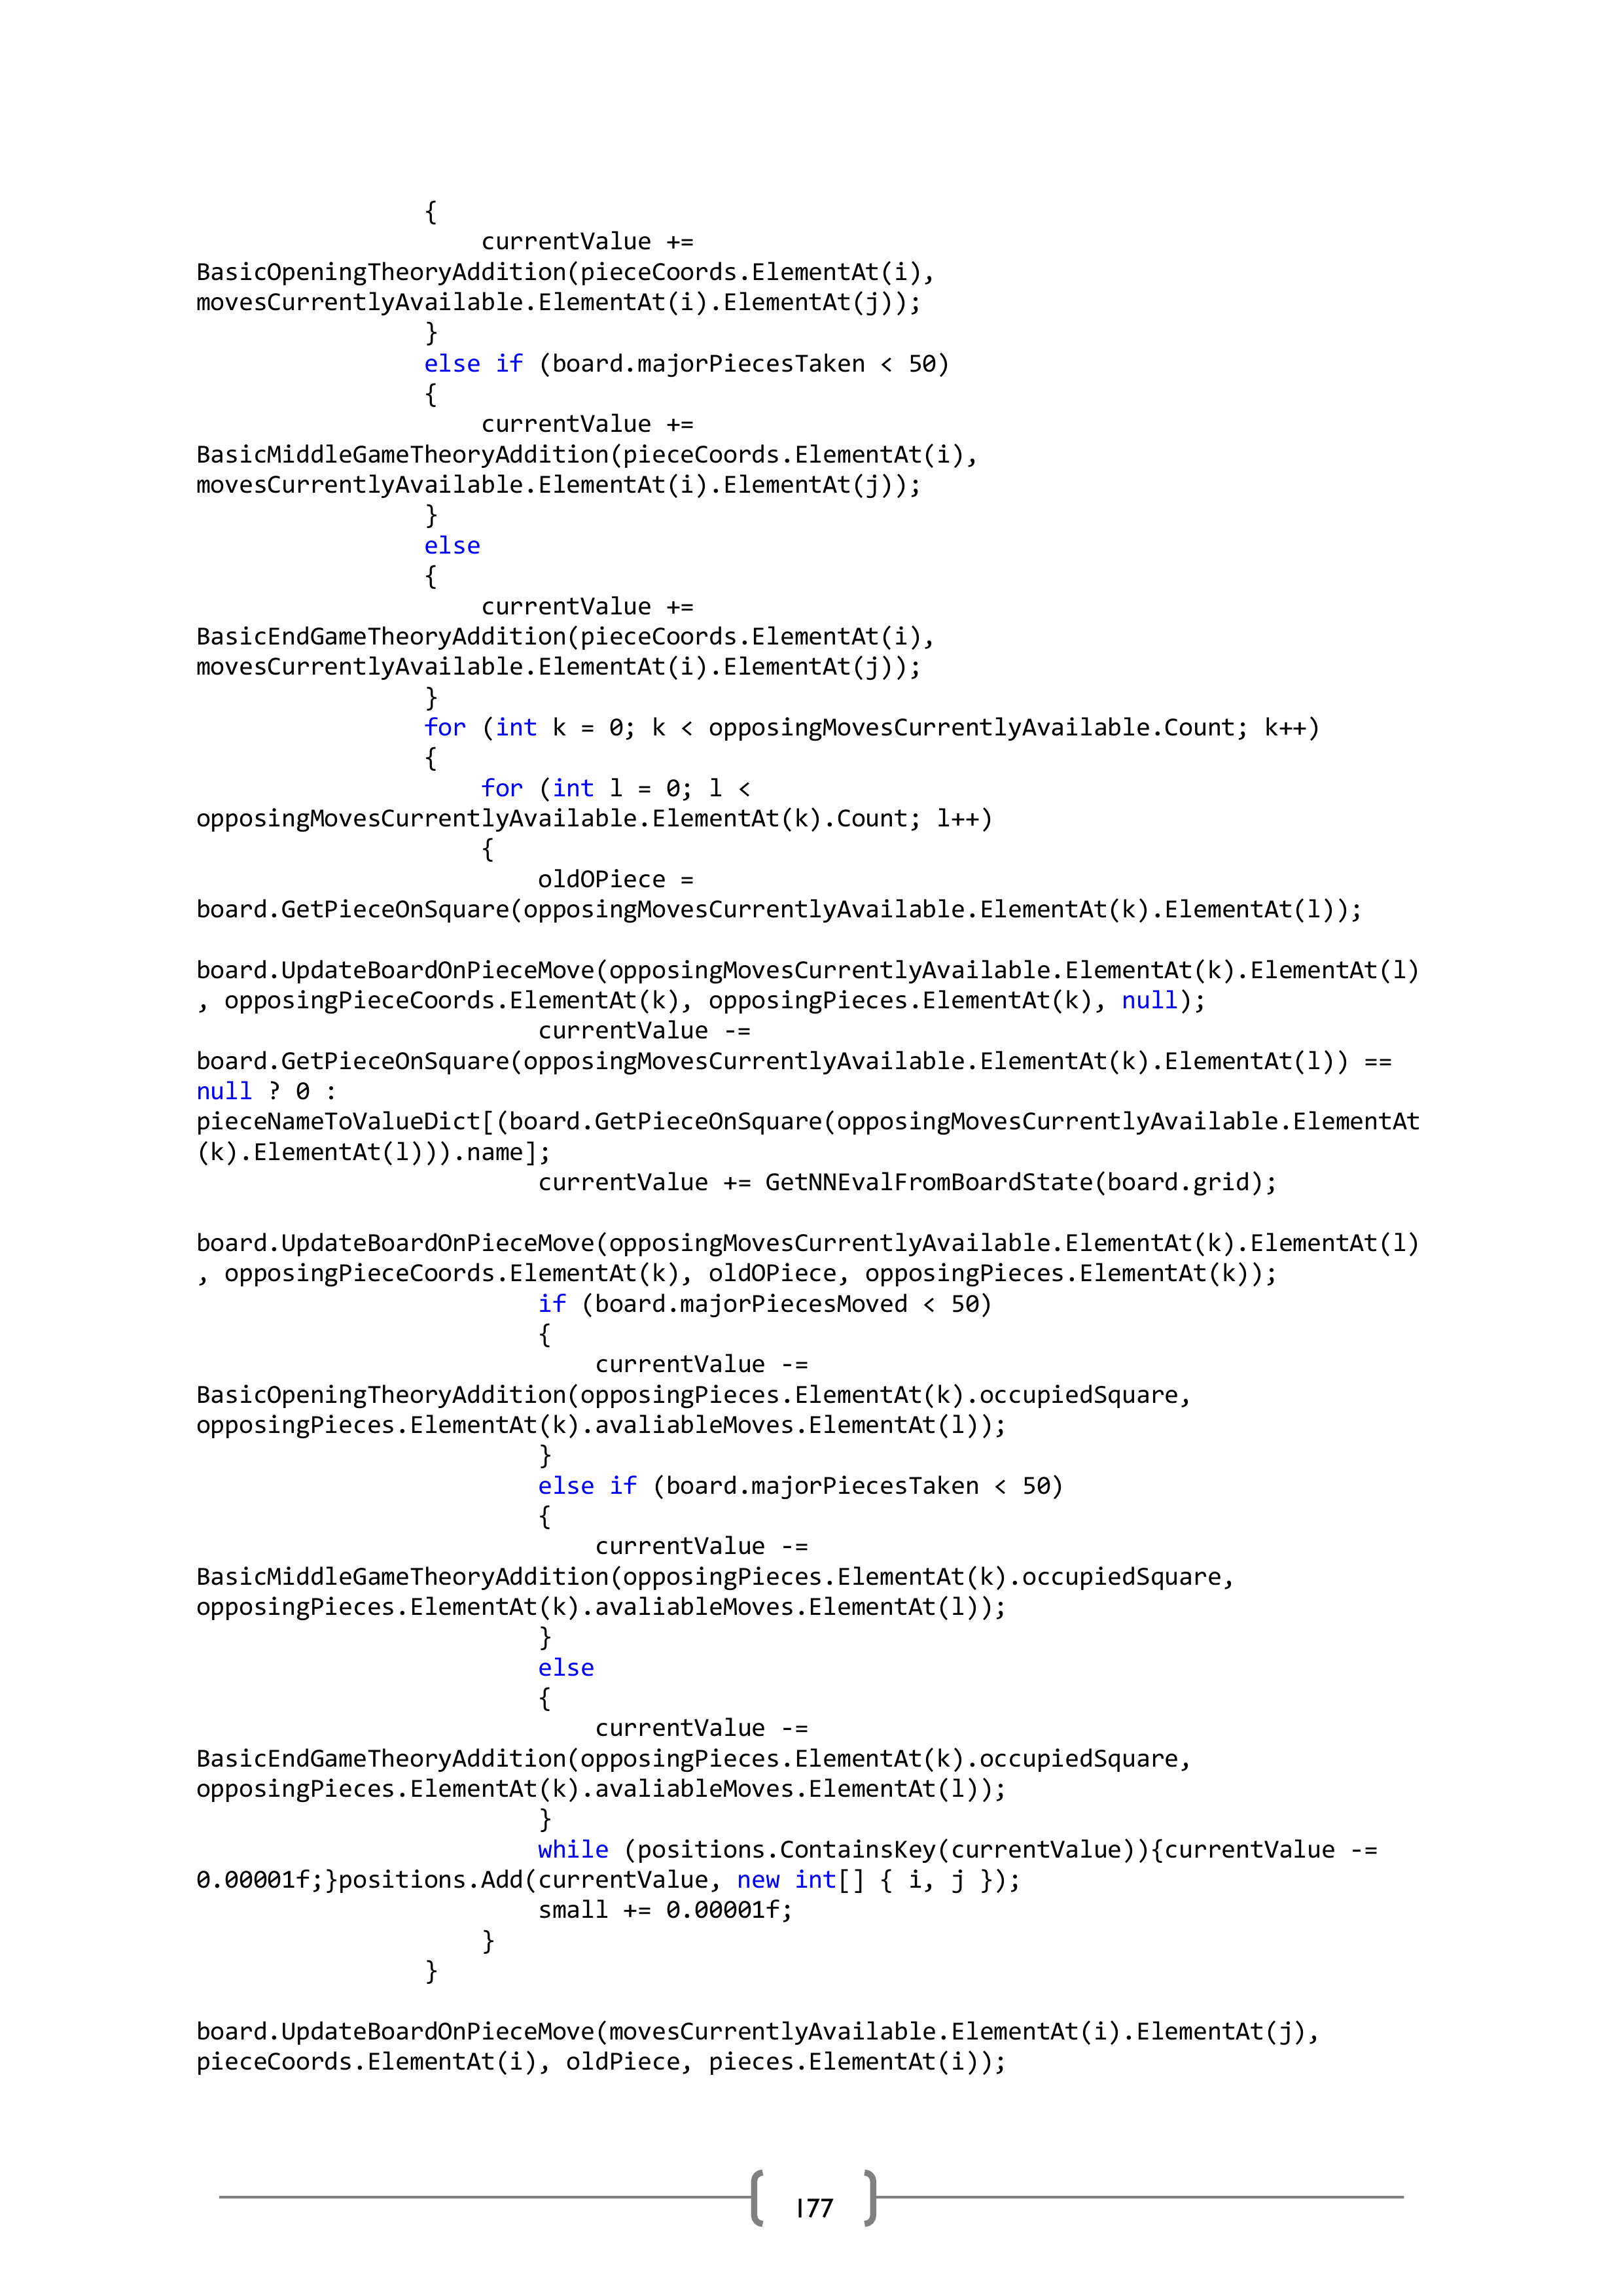 {
currentValue +=
BasicOpeningTheoryAddition(pieceCoords.ElementAt(i),
movesCurrentlyAvailable.ElementAt(i).ElementAt(j));
}
else if (board.majorPiecesTaken < 50)
{
currentValue +=
BasicMiddleGameTheoryAddition(pieceCoords.ElementAt(i),
movesCurrentlyAvailable.ElementAt(i).ElementAt(j));
}
else
{
currentValue +=
BasicEndGameTheoryAddition(pieceCoords.ElementAt(i),
movesCurrentlyAvailable.ElementAt(i).ElementAt(j));
}
for (int k = 0; k < opposingMovesCurrentlyAvailable.Count; k++)
{
for (int l = 0; l <
opposingMovesCurrentlyAvailable.ElementAt(k).Count; l++)
{
oldOPiece =
board.GetPieceOnSquare(opposingMovesCurrentlyAvailable.ElementAt(k).ElementAt(l));
board.UpdateBoardOnPieceMove(opposingMovesCurrentlyAvailable.ElementAt(k).ElementAt(l)
, opposingPieceCoords.ElementAt(k), opposingPieces.ElementAt(k), null);
currentValue -=
board.GetPieceOnSquare(opposingMovesCurrentlyAvailable.ElementAt(k).ElementAt(l)) ==
null ? 0 :
pieceNameToValueDict[(board.GetPieceOnSquare(opposingMovesCurrentlyAvailable.ElementAt
(k).ElementAt(l))).name];
currentValue += GetNNEvalFromBoardState(board.grid);
board.UpdateBoardOnPieceMove(opposingMovesCurrentlyAvailable.ElementAt(k).ElementAt(l)
, opposingPieceCoords.ElementAt(k), oldOPiece, opposingPieces.ElementAt(k));
if (board.majorPiecesMoved < 50)
{
currentValue -=
BasicOpeningTheoryAddition(opposingPieces.ElementAt(k).occupiedSquare,
opposingPieces.ElementAt(k).avaliableMoves.ElementAt(l));
}
else if (board.majorPiecesTaken < 50)
{
currentValue -=
BasicMiddleGameTheoryAddition(opposingPieces.ElementAt(k).occupiedSquare,
opposingPieces.ElementAt(k).avaliableMoves.ElementAt(l));
}
else
{
currentValue -=
BasicEndGameTheoryAddition(opposingPieces.ElementAt(k).occupiedSquare,
opposingPieces.ElementAt(k).avaliableMoves.ElementAt(l));
}
while (positions.ContainsKey(currentValue)){currentValue -=
0.00001f;}positions.Add(currentValue, new int[] { i, j });
small += 0.00001f;
}
}
board.UpdateBoardOnPieceMove(movesCurrentlyAvailable.ElementAt(i).ElementAt(j),
pieceCoords.ElementAt(i), oldPiece, pieces.ElementAt(i));
177